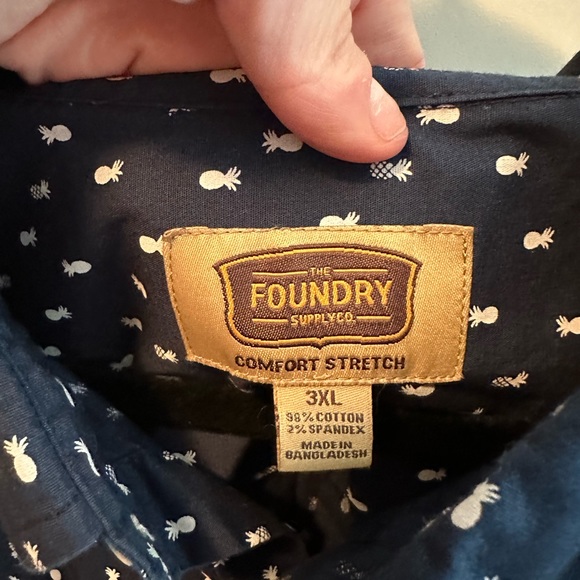 THE
FOUNDRY
SUPPLY CO.
COMFORT STRETCH
3XL
98% COTTON
2% SPANDEX
MADE IN
BANGLADESH